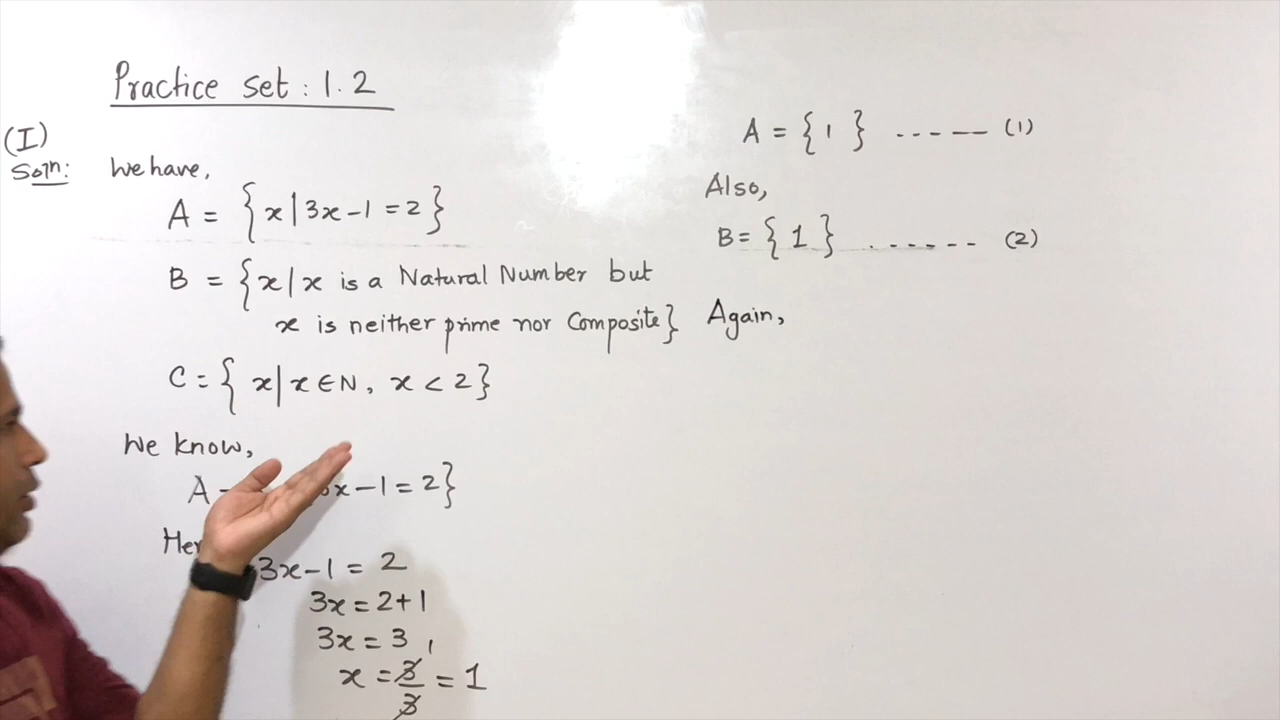 Practice set : 1.2
(I)
Soln: We have,
A = {x|3x-1=2}
B = {x/x is a Natural Number but
x is neither prime nor Composite}
C = { x|x∈N, x < 2}
We know,
A x-1=2}
3x-1 = 2
3x = 2+1
3x = 3
x = 3/3 = 1
1
A = {1} ------ (1)
Also,
B = {1} ...... (2)
Again,